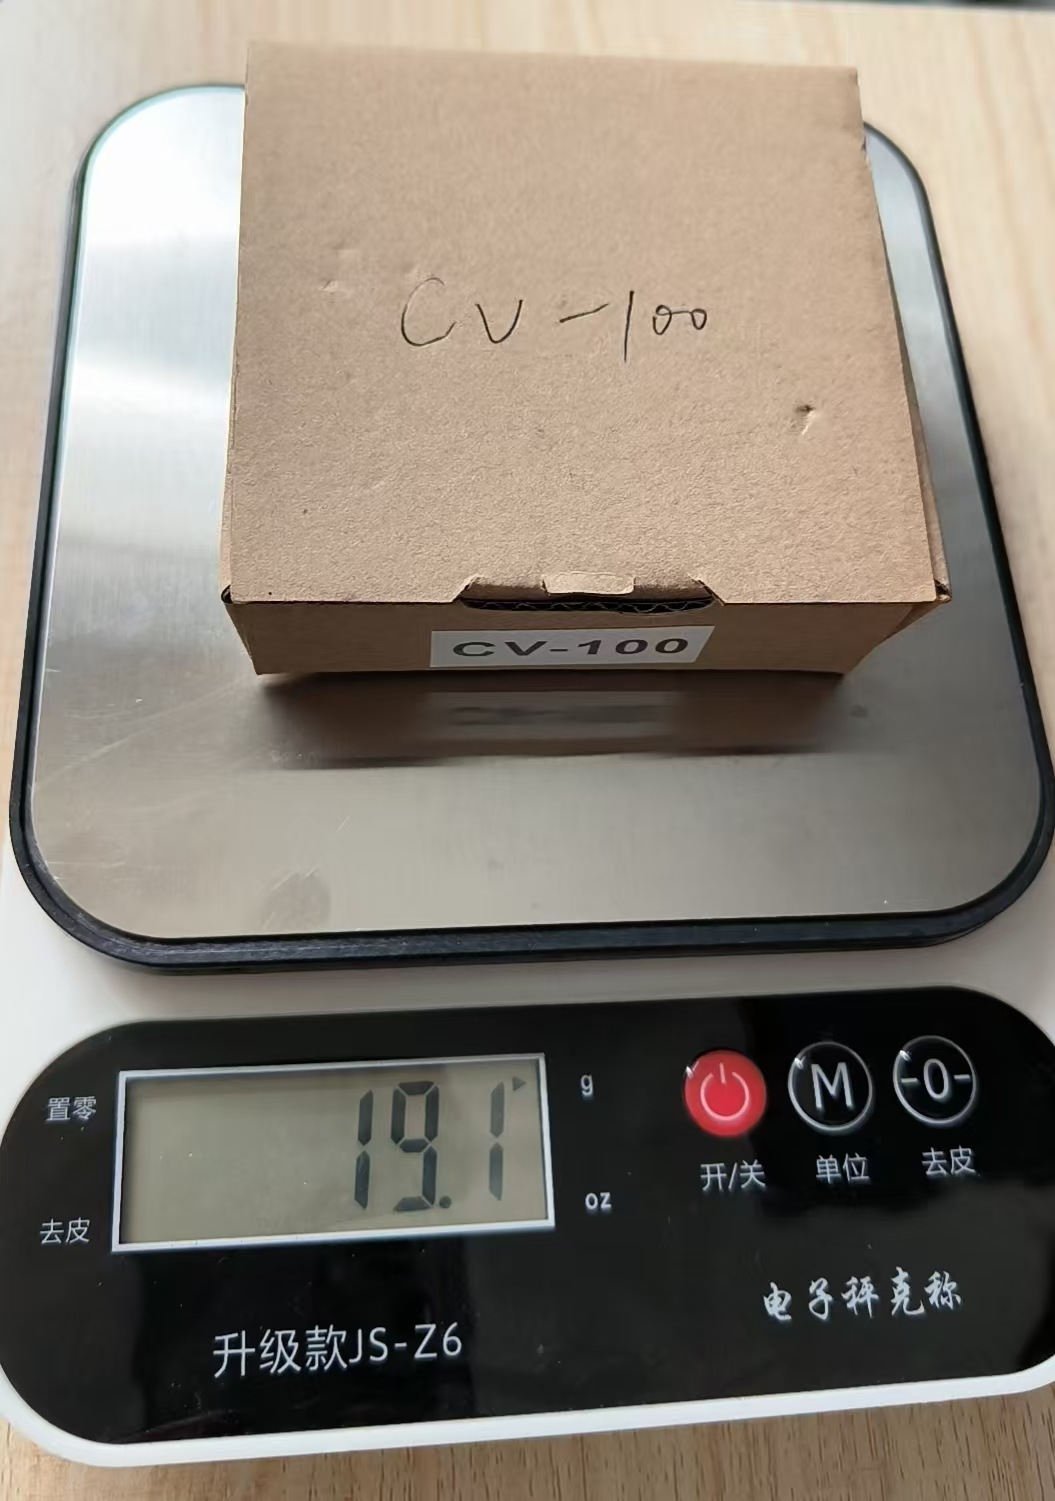 CV-100
CV-100
置零
19.1
g
M
-0-
开/关
单位
去皮
去皮
oz
电子秤克称
升级款JS-Z6